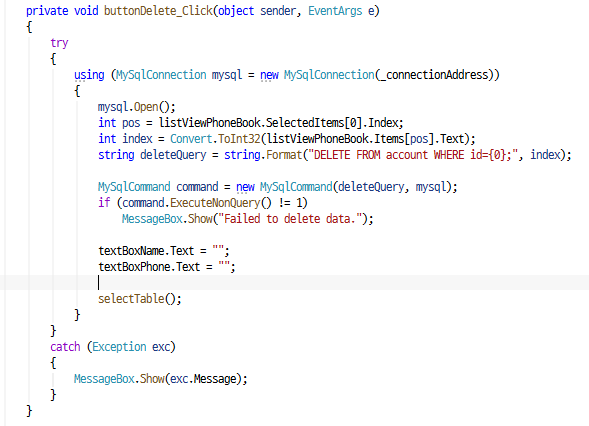 private void buttonDelete_Click(object sender, EventArgs e)
{
    try
    {
        using (MySqlConnection mysql = new MySqlConnection(_connectionAddress))
        {
            mysql.Open();
            int pos = listViewPhoneBook.SelectedItems[0].Index;
            int index = Convert.ToInt32(listViewPhoneBook.Items[pos].Text);
            string deleteQuery = string.Format("DELETE FROM account WHERE id={0};", index);

            MySqlCommand command = new MySqlCommand(deleteQuery, mysql);
            if (command.ExecuteNonQuery() != 1)
                MessageBox.Show("Failed to delete data.");

            textBoxName.Text = "";
            textBoxPhone.Text = "";

            selectTable();
        }
    }
    catch (Exception exc)
    {
        MessageBox.Show(exc.Message);
    }
}